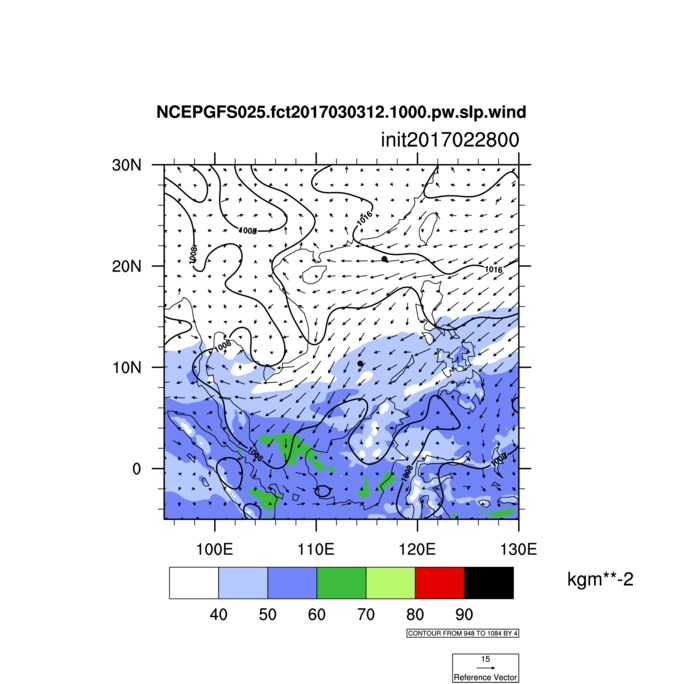 NCEPGFS025.fct2017030312.1000.pw.slp.wind
init2017022800
30N
20N
10N
0
1016
1008
1008
1016
1008
1008
1008
1008
100E 110E 120E 130E
kgm**-2
40 50 60 70 80 90
CONTOUR FROM 948 TO 1084 BY 4
15
Reference Vector